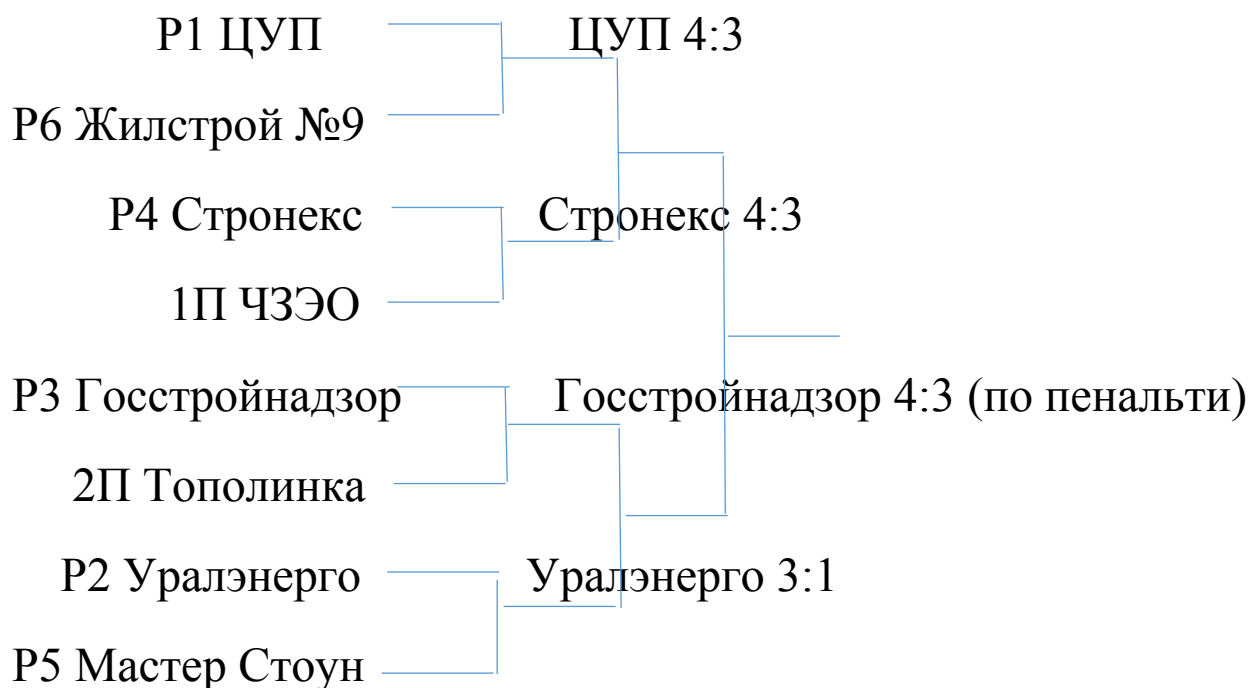 Р1 ЦУП ЦУП 4:3
Р6 Жилстрой №9
Р4 Стронекс Стронекс 4:3
1П ЧЗЭО
Р3 Госстройнадзор Госстройнадзор 4:3 (по пенальти)
2П Тополинка
Р2 Уралэнерго Уралэнерго 3:1
Р5 Мастер Стоун